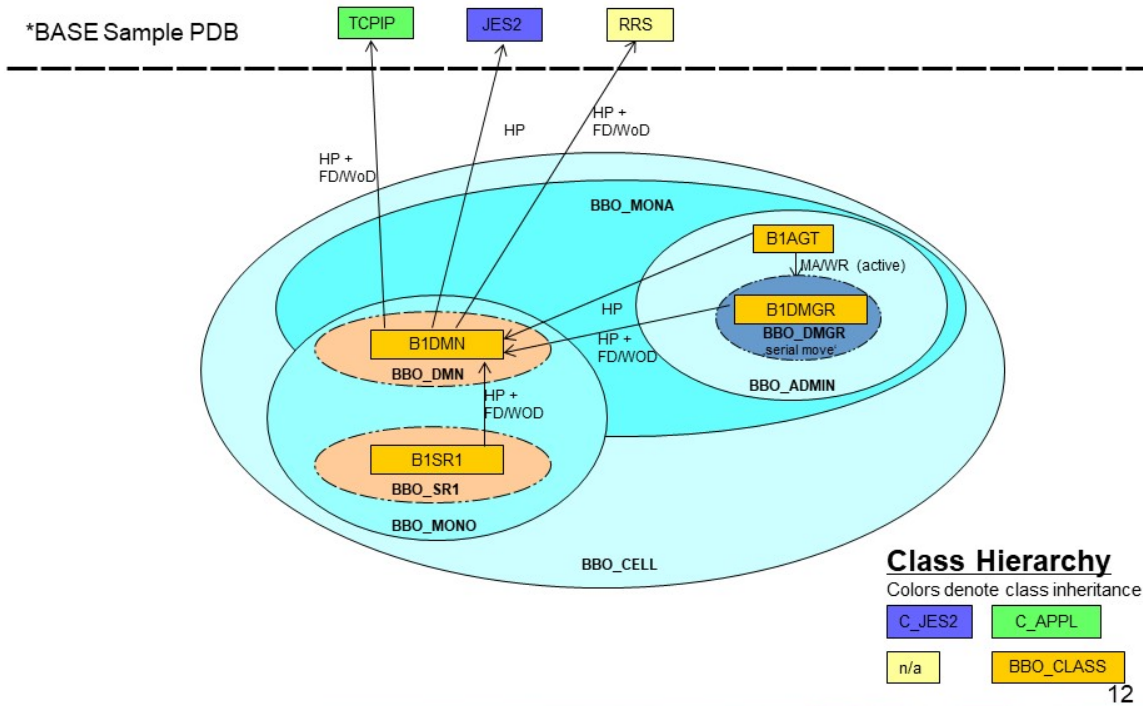 *BASE Sample PDB
TCPIP
JES2
RRS
HP +
FD/WoD
HP
HP +
FD/WoD
BBO_MONA
B1AGT
MA/WR (active)
HP
B1DMGR
BBO_DMGR
serial move'
HP +
FD/WOD
BBO_ADMIN
B1DMN
BBO_DMN
HP +
FD/WOD
B1SR1
BBO_SR1
BBO_MONO
BBO_CELL
Class Hierarchy
Colors denote class inheritance
C_JES2
C_APPL
n/a
BBO_CLASS
12